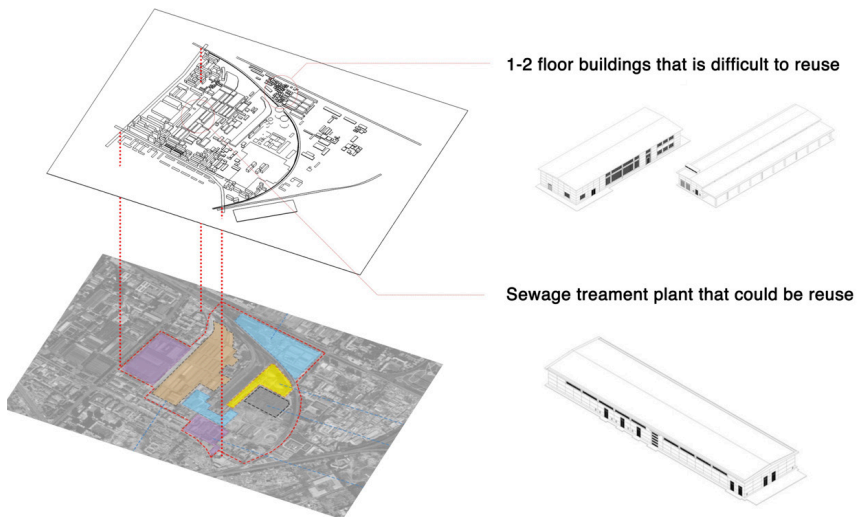 1-2 floor buildings that is difficult to reuse
Sewage treament plant that could be reuse